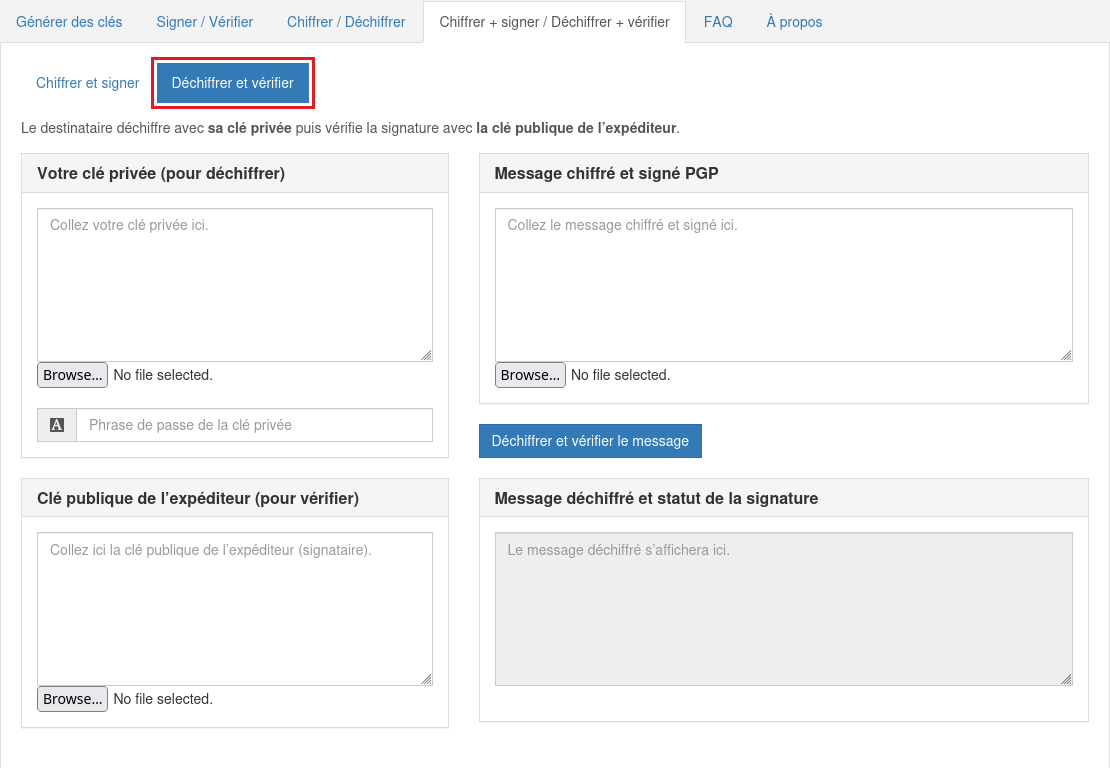 Générer des clés
Signer / Vérifier
Chiffrer / Déchiffrer
Chiffrer + signer / Déchiffrer + vérifier
FAQ
À propos
Chiffrer et signer
Déchiffrer et vérifier
Le destinataire déchiffre avec sa clé privée puis vérifie la signature avec la clé publique de l’expéditeur.
Votre clé privée (pour déchiffrer)
Collez votre clé privée ici.
Browse... No file selected.
A Phrase de passe de la clé privée
Message chiffré et signé PGP
Collez le message chiffré et signé ici.
Browse... No file selected.
Déchiffrer et vérifier le message
Clé publique de l’expéditeur (pour vérifier)
Collez ici la clé publique de l’expéditeur (signataire).
Browse... No file selected.
Message déchiffré et statut de la signature
Le message déchiffré s’affichera ici.